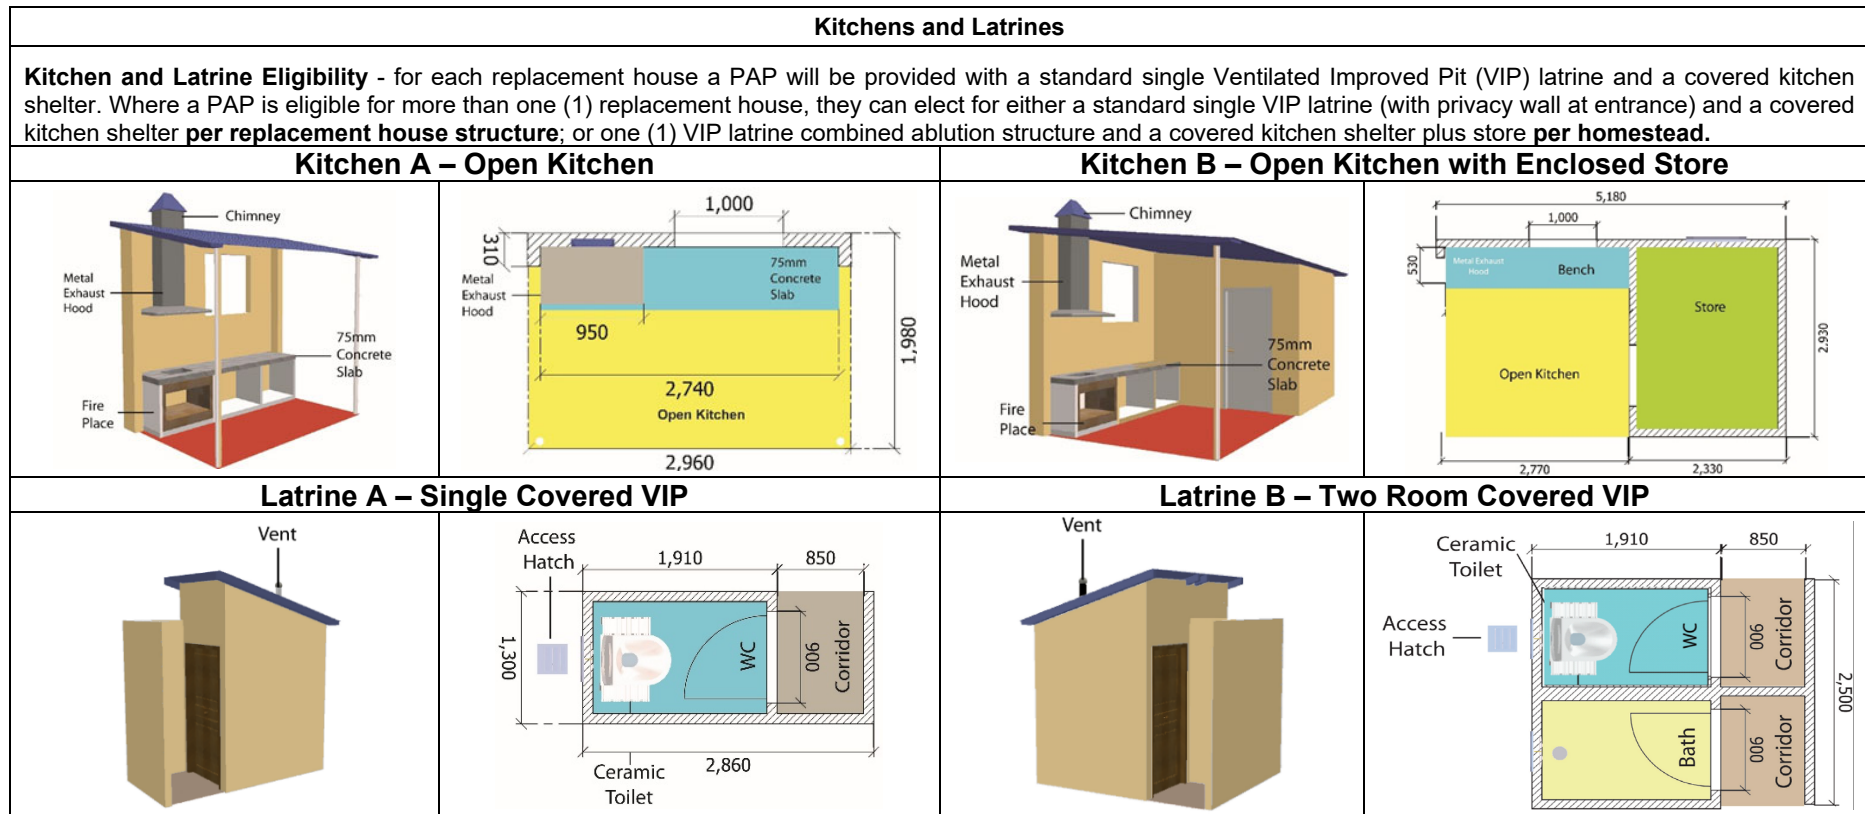 Kitchens and Latrines
Kitchen and Latrine Eligibility - for each replacement house a PAP will be provided with a standard single Ventilated Improved Pit (VIP) latrine and a covered kitchen
shelter. Where a PAP is eligible for more than one (1) replacement house, they can elect for either a standard single VIP latrine (with privacy wall at entrance) and a covered
kitchen shelter per replacement house structure; or one (1) VIP latrine combined ablution structure and a covered kitchen shelter plus store per homestead.
Kitchen A – Open Kitchen
Chimney
Metal
Exhaust
Hood
75mm
Concrete
Slab
Fire
Place
1,000
310
75mm
Concrete
Slab
Metal
Exhaust
Hood
950
1,980
2,740
Open Kitchen
2,960
Kitchen B – Open Kitchen with Enclosed Store
Chimney
Metal
Exhaust
Hood
75mm
Concrete
Slab
Fire
Place
5,180
1,000
530
Metal Exhaust
Hood
Bench
Store
2.930
Open Kitchen
2,770
2,330
Latrine A – Single Covered VIP
Vent
Access
Hatch
1,910
850
1,300
WC
900
Corridor
2,860
Ceramic
Toilet
Latrine B – Two Room Covered VIP
Vent
Ceramic
Toilet
1,910
850
Access
Hatch
WC
900
Corridor
2,500
Bath
900
Corridor